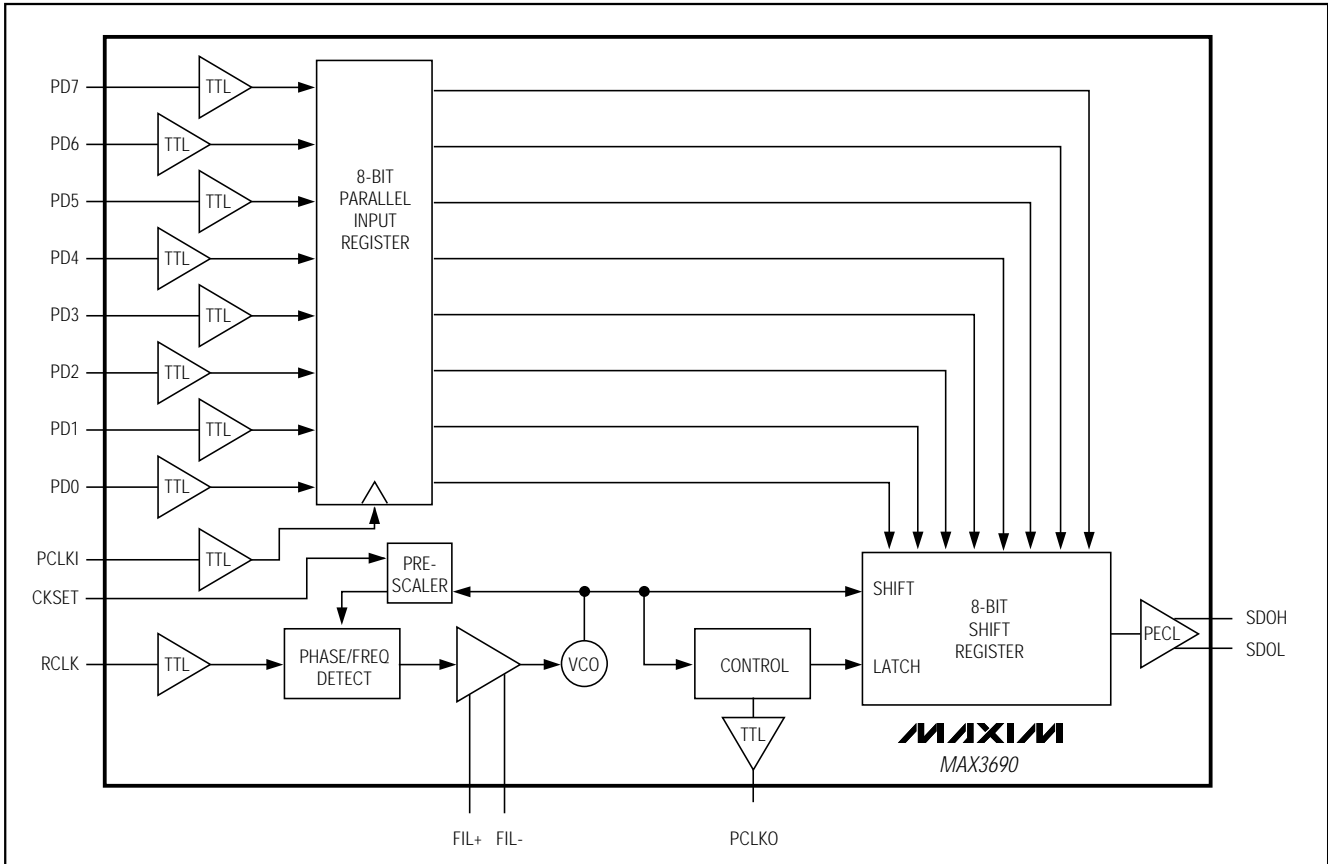 PD7
TTL
PD6
TTL
PD5
TTL
PD4
TTL
PD3
TTL
PD2
TTL
PD1
TTL
PD0
TTL
8-BIT
PARALLEL
INPUT
REGISTER
PCLKI
TTL
CKSET
PRE-
SCALER
RCLK
TTL
PHASE/FREQ
DETECT
VCO
FIL+
FIL-
CONTROL
TTL
PCLKO
SHIFT
LATCH
8-BIT
SHIFT
REGISTER
PECL
SDOH
SDOL
MAXIM
MAX3690